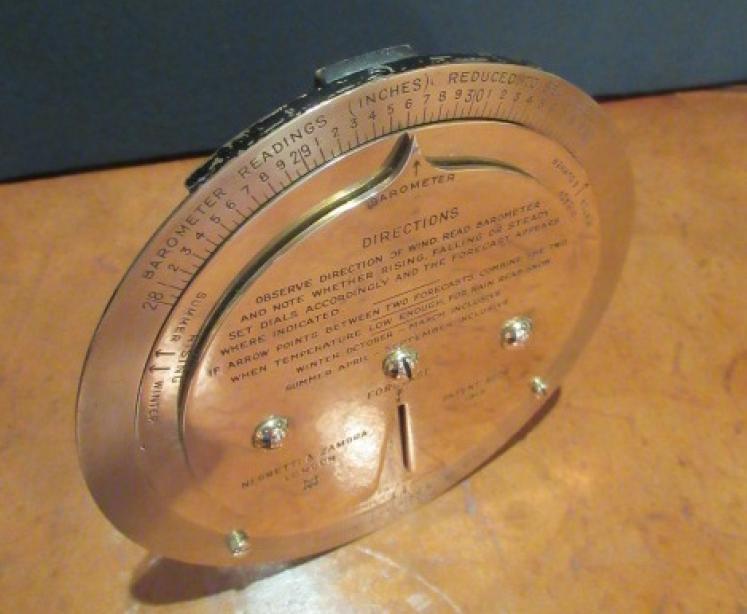 BAROMETER READINGS (INCHES), REDUCED
28 1 2 3 4 5 6 7 8 9 29 1 2 3 4 5 6 7 8 9 30 1 2 3 4
BAROMETER
DIRECTIONS
OBSERVE DIRECTION OF WIND READ BAROMETER
AND NOTE WHETHER RISING, FALLING OR STEADY
SET DIALS ACCORDINGLY AND THE FORECAST APPEARS
WHERE INDICATED
IF ARROW POINTS BETWEEN TWO FORECASTS COMBINE THE TWO
WHEN TEMPERATURE LOW ENOUGH, FOR RAIN READ SNOW
WINTER OCTOBER - MARCH INCLUSIVE
SUMMER APRIL - SEPTEMBER INCLUSIVE
SUMMER
RISING
WINTER
FORECAST
PATENT
NEGRETTI & ZAMBRA
LONDON